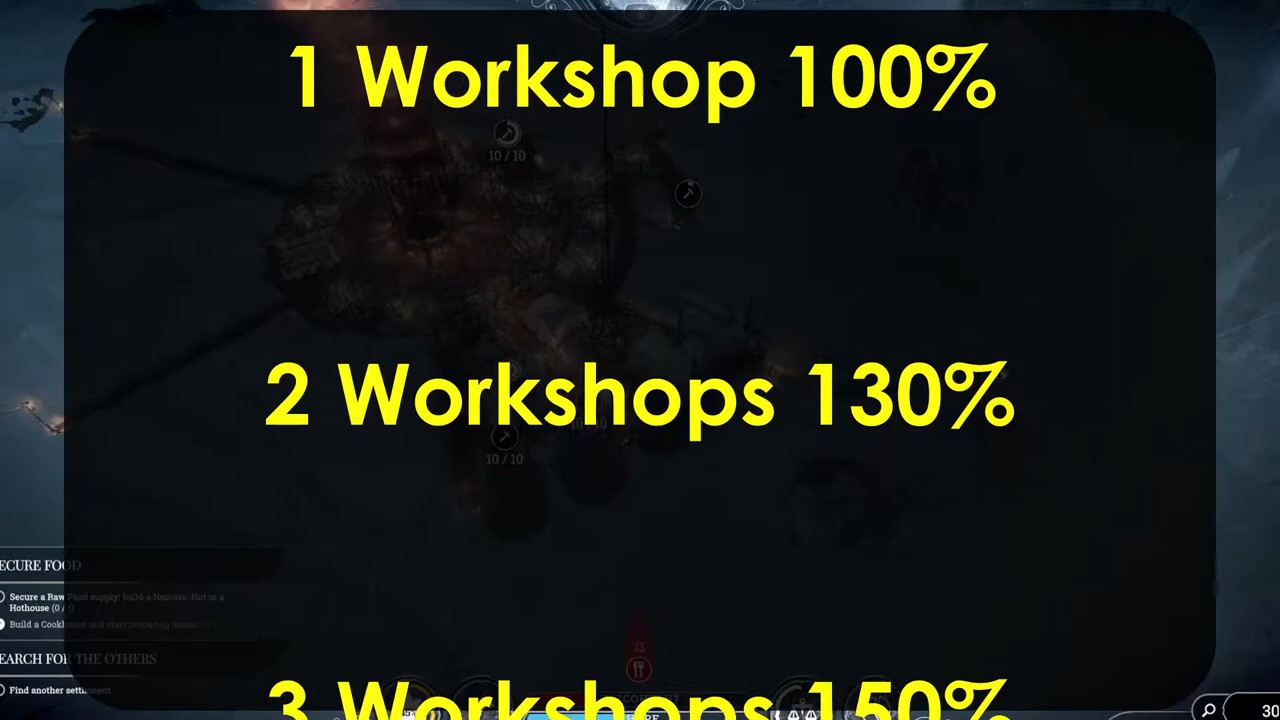 1 Workshop 100%
10 / 10
2 Workshops 130%
10 / 10
ECURE FOOD
Secure a Raw Food supply: build a Hunters' Hut or a
Hothouse (0 / 1)
Build a Cookhouse and start preparing meals
EARCH FOR THE OTHERS
Find another settlement
3 Workshops 150%
30